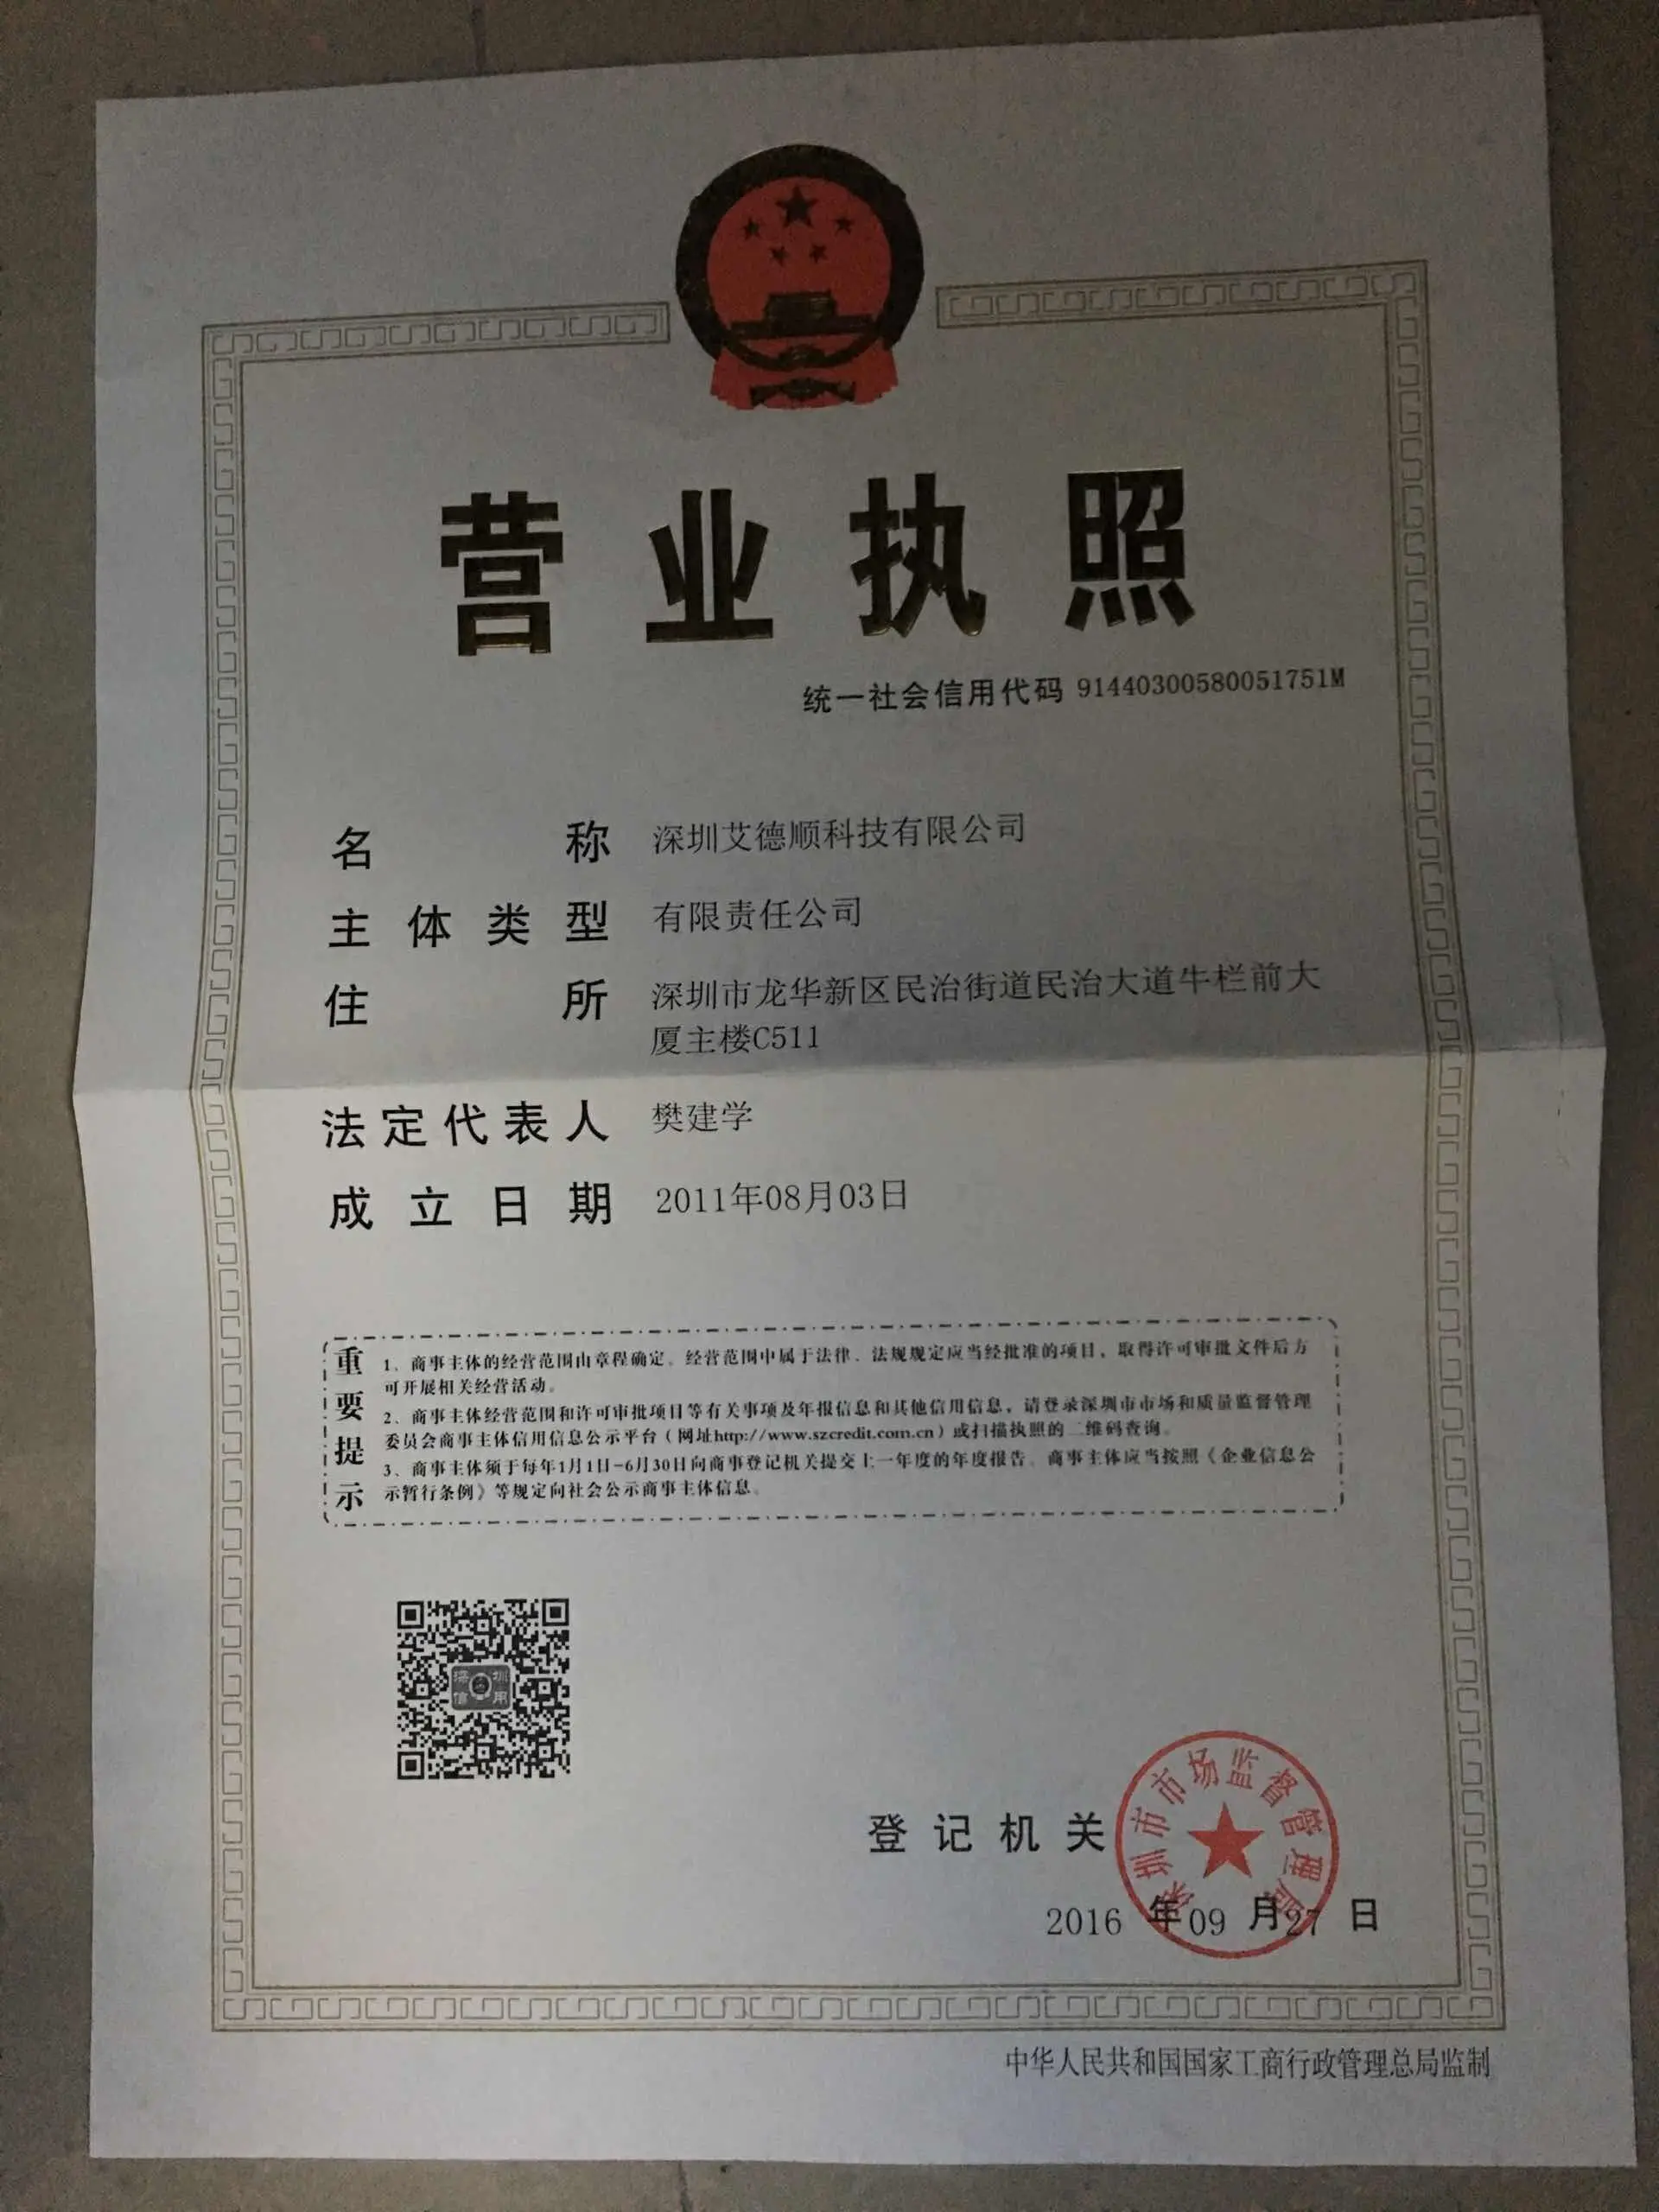 营业执照
统一社会信用代码 91440300580051751M
名称 深圳艾德顺科技有限公司
主体类型 有限责任公司
住所 深圳市龙华新区民治街道民治大道牛栏前大
厦主楼C511
法定代表人 樊建学
成立日期 2011年08月03日
重要提示
1、商事主体的经营范围由章程确定。经营范围中属于法律、法规规定应当经批准的项目，取得许可审批文件后方
可开展相关经营活动。
2、商事主体经营范围和许可审批项目等有关事项及年报信息和其他信用信息，请登录深圳市市场和质量监督管理
委员会商事主体信用信息公示平台（网址http://www.szcredit.com.cn）或扫描执照的二维码查询。
3、商事主体须于每年1月1日-6月30日向商事登记机关提交上一年度的年度报告。商事主体应当按照《企业信息公
示暂行条例》等规定向社会公示商事主体信息。
深圳
信用
登记机关
深圳市市场监督管理局
2016 年09 月27 日
中华人民共和国国家工商行政管理总局监制